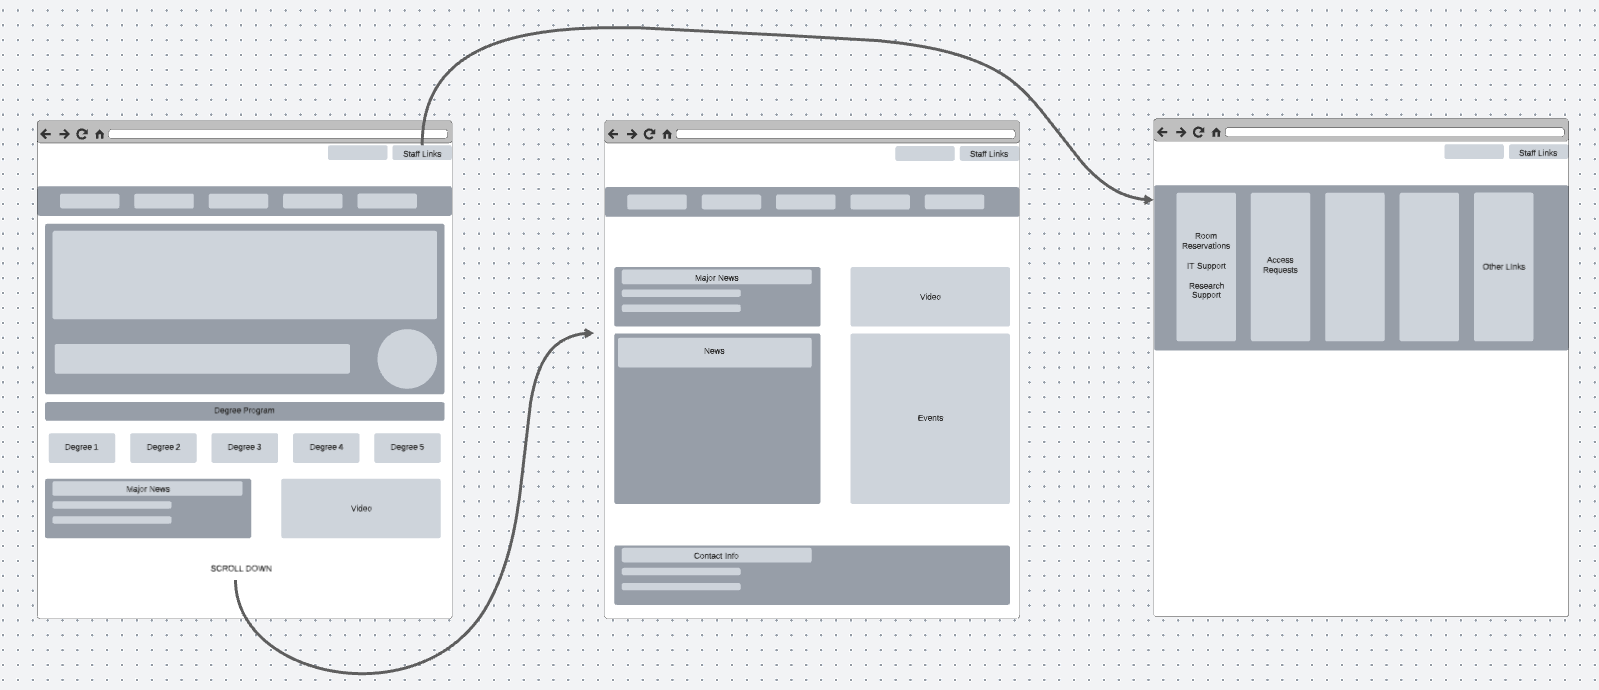 Staff Links
Degree Program
Degree 1
Degree 2
Degree 3
Degree 4
Degree 5
Major News
Video
SCROLL DOWN
Staff Links
Major News
Video
News
Events
Contact Info
Staff Links
Room
Reservations
IT Support
Research
Support
Access
Requests
Other Links